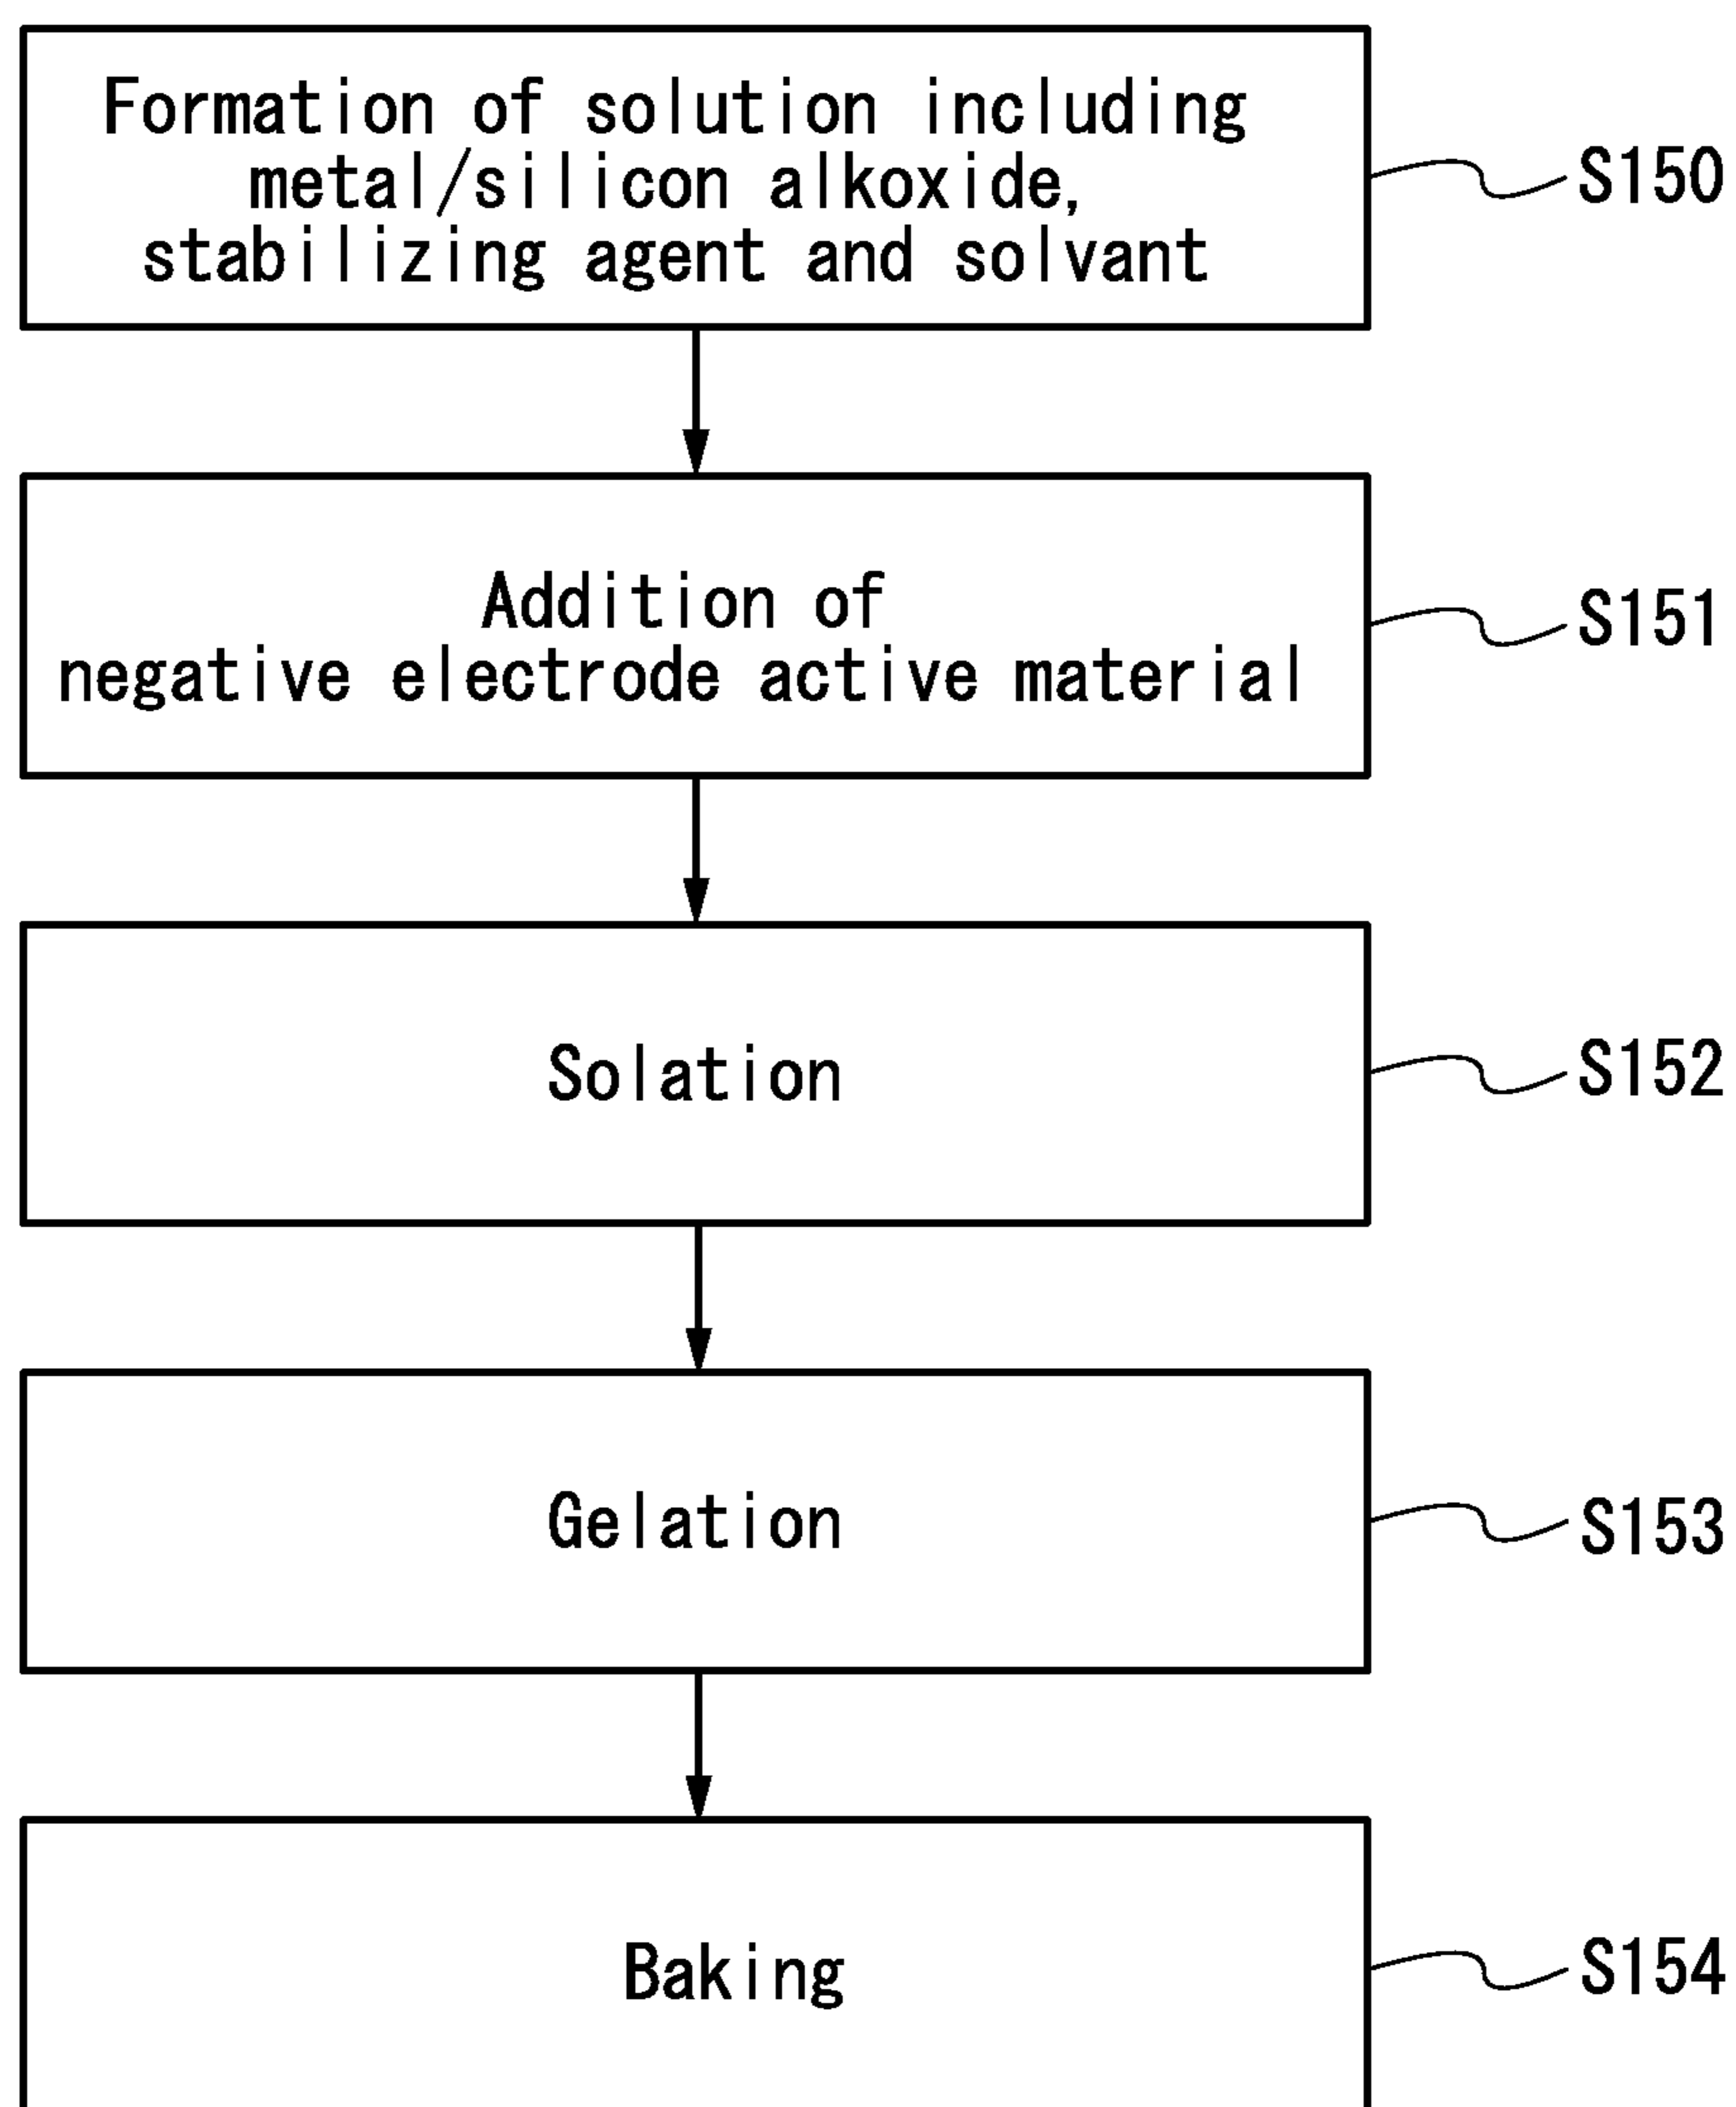 Formation of solution including
metal/silicon alkoxide,
stabilizing agent and solvant
S150
Addition of
negative electrode active material
S151
Solation
S152
Gelation
S153
Baking
S154